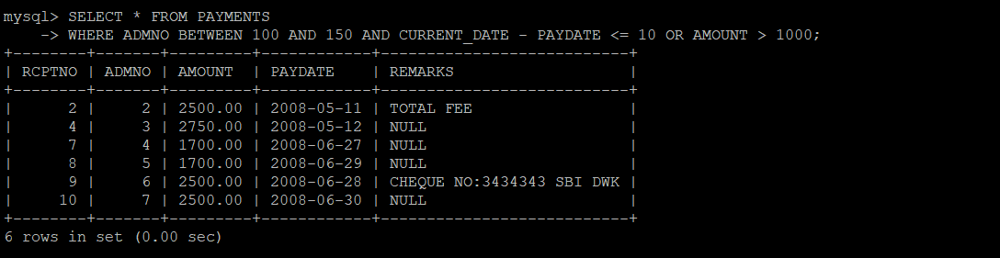 mysql> SELECT * FROM PAYMENTS
    -> WHERE ADMNO BETWEEN 100 AND 150 AND CURRENT_DATE - PAYDATE <= 10 OR AMOUNT > 1000;
+--------+-------+---------+------------+---------------------------+
| RCPTNO | ADMNO | AMOUNT  | PAYDATE    | REMARKS                   |
+--------+-------+---------+------------+---------------------------+
|      2 |     2 | 2500.00 | 2008-05-11 | TOTAL FEE                 |
|      4 |     3 | 2750.00 | 2008-05-12 | NULL                      |
|      7 |     4 | 1700.00 | 2008-06-27 | NULL                      |
|      8 |     5 | 1700.00 | 2008-06-29 | NULL                      |
|      9 |     6 | 2500.00 | 2008-06-28 | CHEQUE NO:3434343 SBI DWK |
|     10 |     7 | 2500.00 | 2008-06-30 | NULL                      |
+--------+-------+---------+------------+---------------------------+
6 rows in set (0.00 sec)